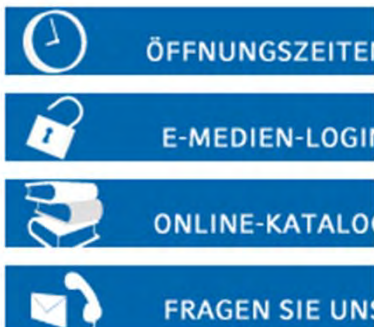 ÖFFNUNGSZEITEN
E-MEDIEN-LOGIN
ONLINE-KATALOG
FRAGEN SIE UNS